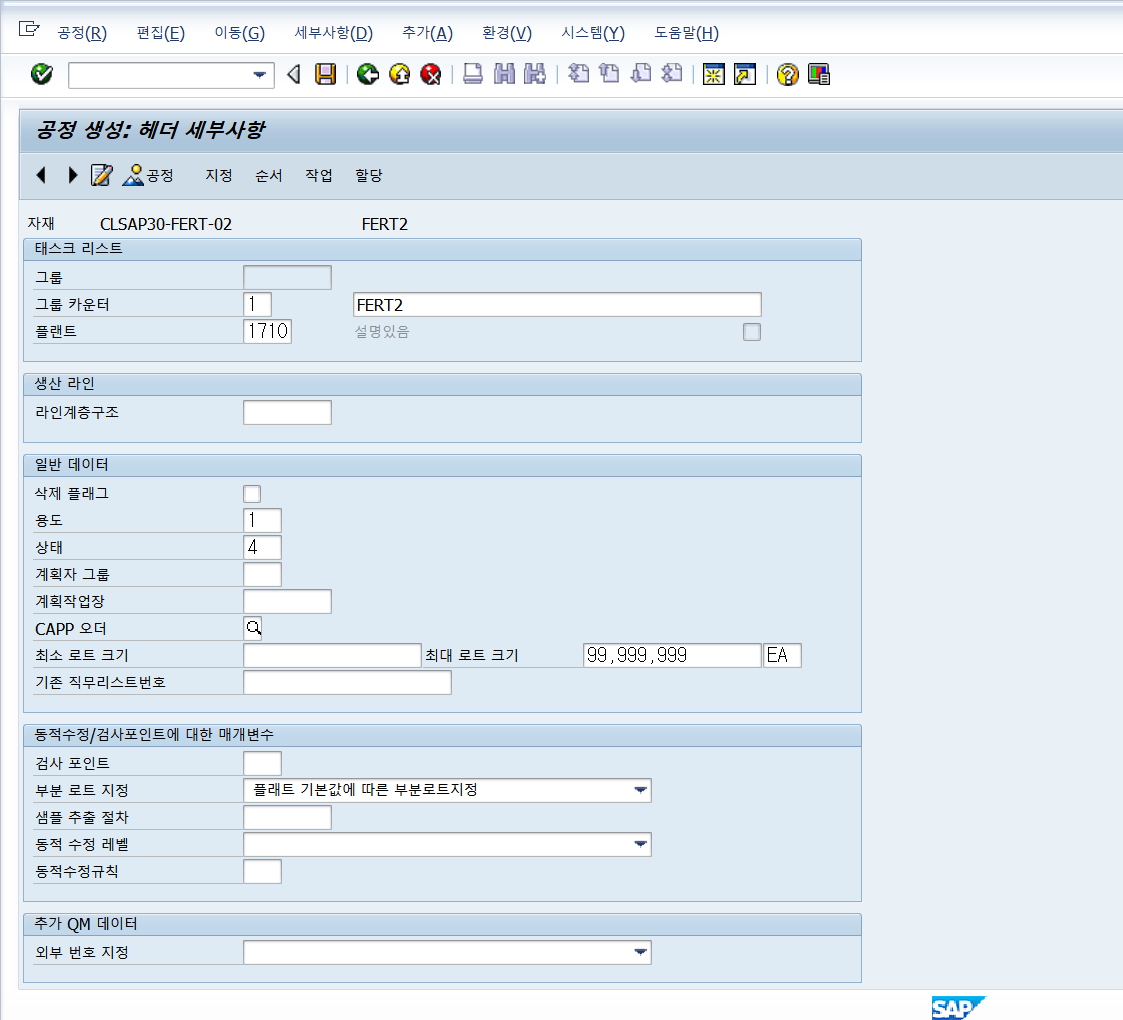 공정(R) 편집(E) 이동(G) 세부사항(D) 추가(A) 환경(V) 시스템(Y) 도움말(H)
공정 생성: 헤더 세부사항
공정 지정 순서 작업 할당
자재 CLSAP30-FERT-02 FERT2
태스크 리스트
그룹
그룹 카운터 1 FERT2
플랜트 1710 설명있음
생산 라인
라인계층구조
일반 데이터
삭제 플래그
용도 1
상태 4
계획자 그룹
계획작업장
CAPP 오더
최소 로트 크기 최대 로트 크기 99,999,999 EA
기존 직무리스트번호
동적수정/검사포인트에 대한 매개변수
검사 포인트
부분 로트 지정 플래트 기본값에 따른 부분로트지정
샘플 추출 절차
동적 수정 레벨
동적수정규칙
추가 QM 데이터
외부 번호 지정
SAP